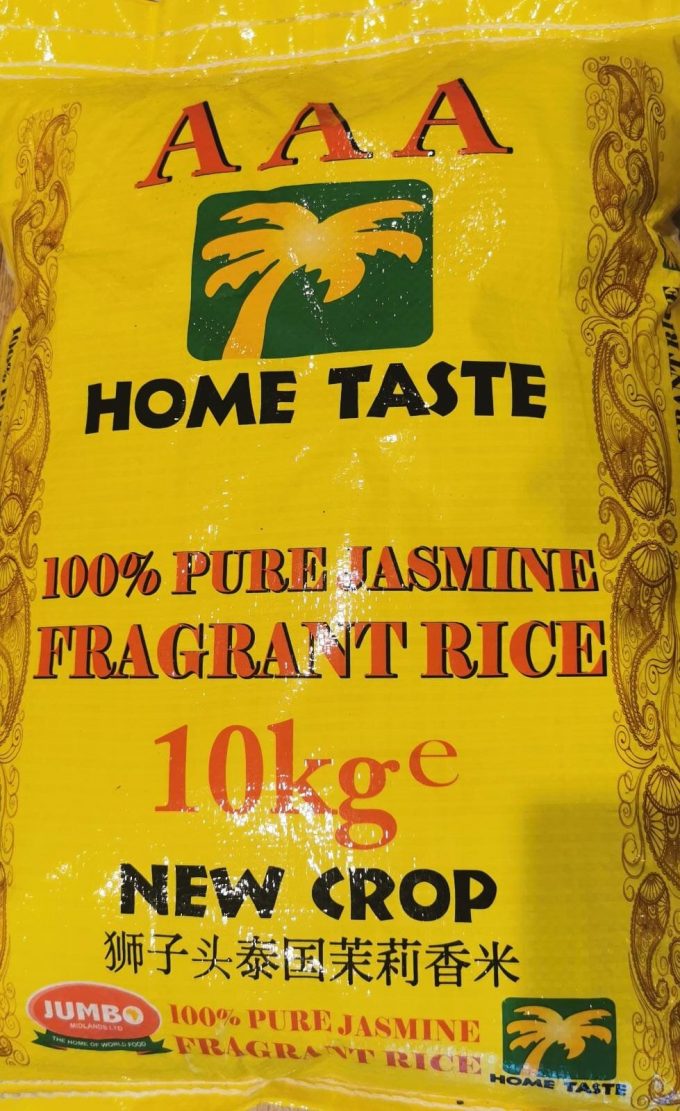 AAA
HOME TASTE
100% PURE JASMINE
FRAGRANT RICE
10kg e
NEW CROP
狮子头泰国茉莉香米
JUMBO
MIDLANDS LTD
THE HOME OF WORLD FOOD
100% PURE JASMINE
FRAGRANT RICE
HOME TASTE